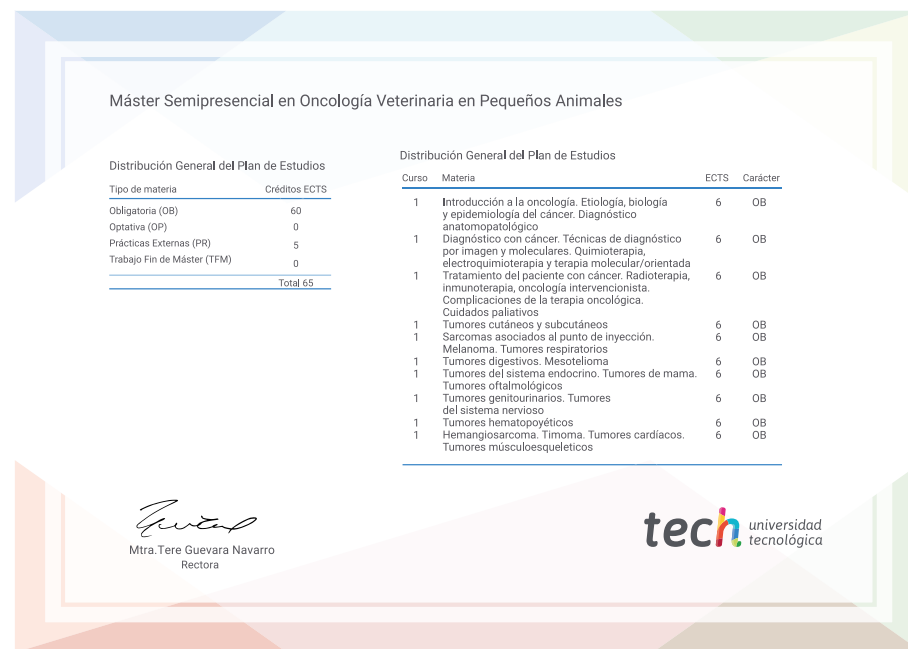 Máster Semipresencial en Oncología Veterinaria en Pequeños Animales
Distribución General del Plan de Estudios
Tipo de materia Créditos ECTS
Obligatoria (OB) 60
Optativa (OP) 0
Prácticas Externas (PR) 5
Trabajo Fin de Máster (TFM) 0
Total 65
Distribución General del Plan de Estudios
Curso Materia ECTS Carácter
1 Introducción a la oncología. Etiología, biología 6 OB
y epidemiología del cáncer. Diagnóstico
anatomopatológico
1 Diagnóstico con cáncer. Técnicas de diagnóstico 6 OB
por imagen y moleculares. Quimioterapia,
electroquimioterapia y terapia molecular/orientada
1 Tratamiento del paciente con cáncer. Radioterapia, 6 OB
inmunoterapia, oncología intervencionista.
Complicaciones de la terapia oncológica.
Cuidados paliativos
1 Tumores cutáneos y subcutáneos 6 OB
1 Sarcomas asociados al punto de inyección. 6 OB
Melanoma. Tumores respiratorios
1 Tumores digestivos. Mesotelioma 6 OB
1 Tumores del sistema endocrino. Tumores de mama. 6 OB
Tumores oftalmológicos
1 Tumores genitourinarios. Tumores 6 OB
del sistema nervioso
1 Tumores hematopoyéticos 6 OB
1 Hemangiosarcoma. Timoma. Tumores cardíacos. 6 OB
Tumores músculoesqueleticos
Mtra.Tere Guevara Navarro
Rectora
tech universidad
tecnológica